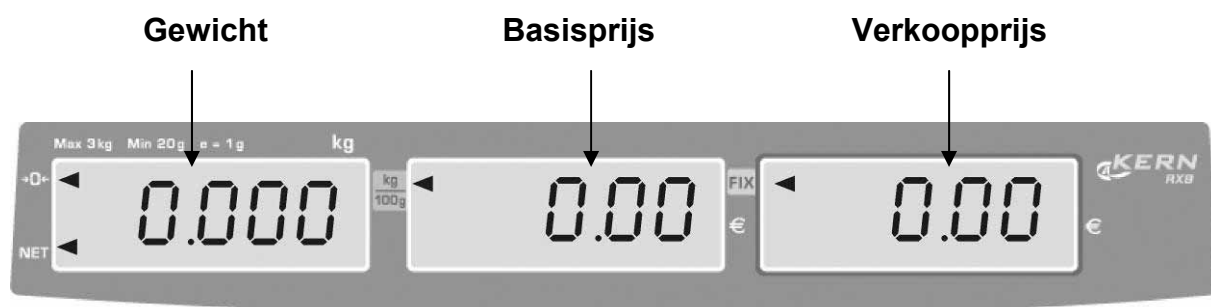 Gewicht Basisprijs Verkoopprijs
Max 3kg Min 20g e = 1g kg
→0← 0.000 kg/100g 0.00 FIX 0.00 KERN
RXB
NET € €